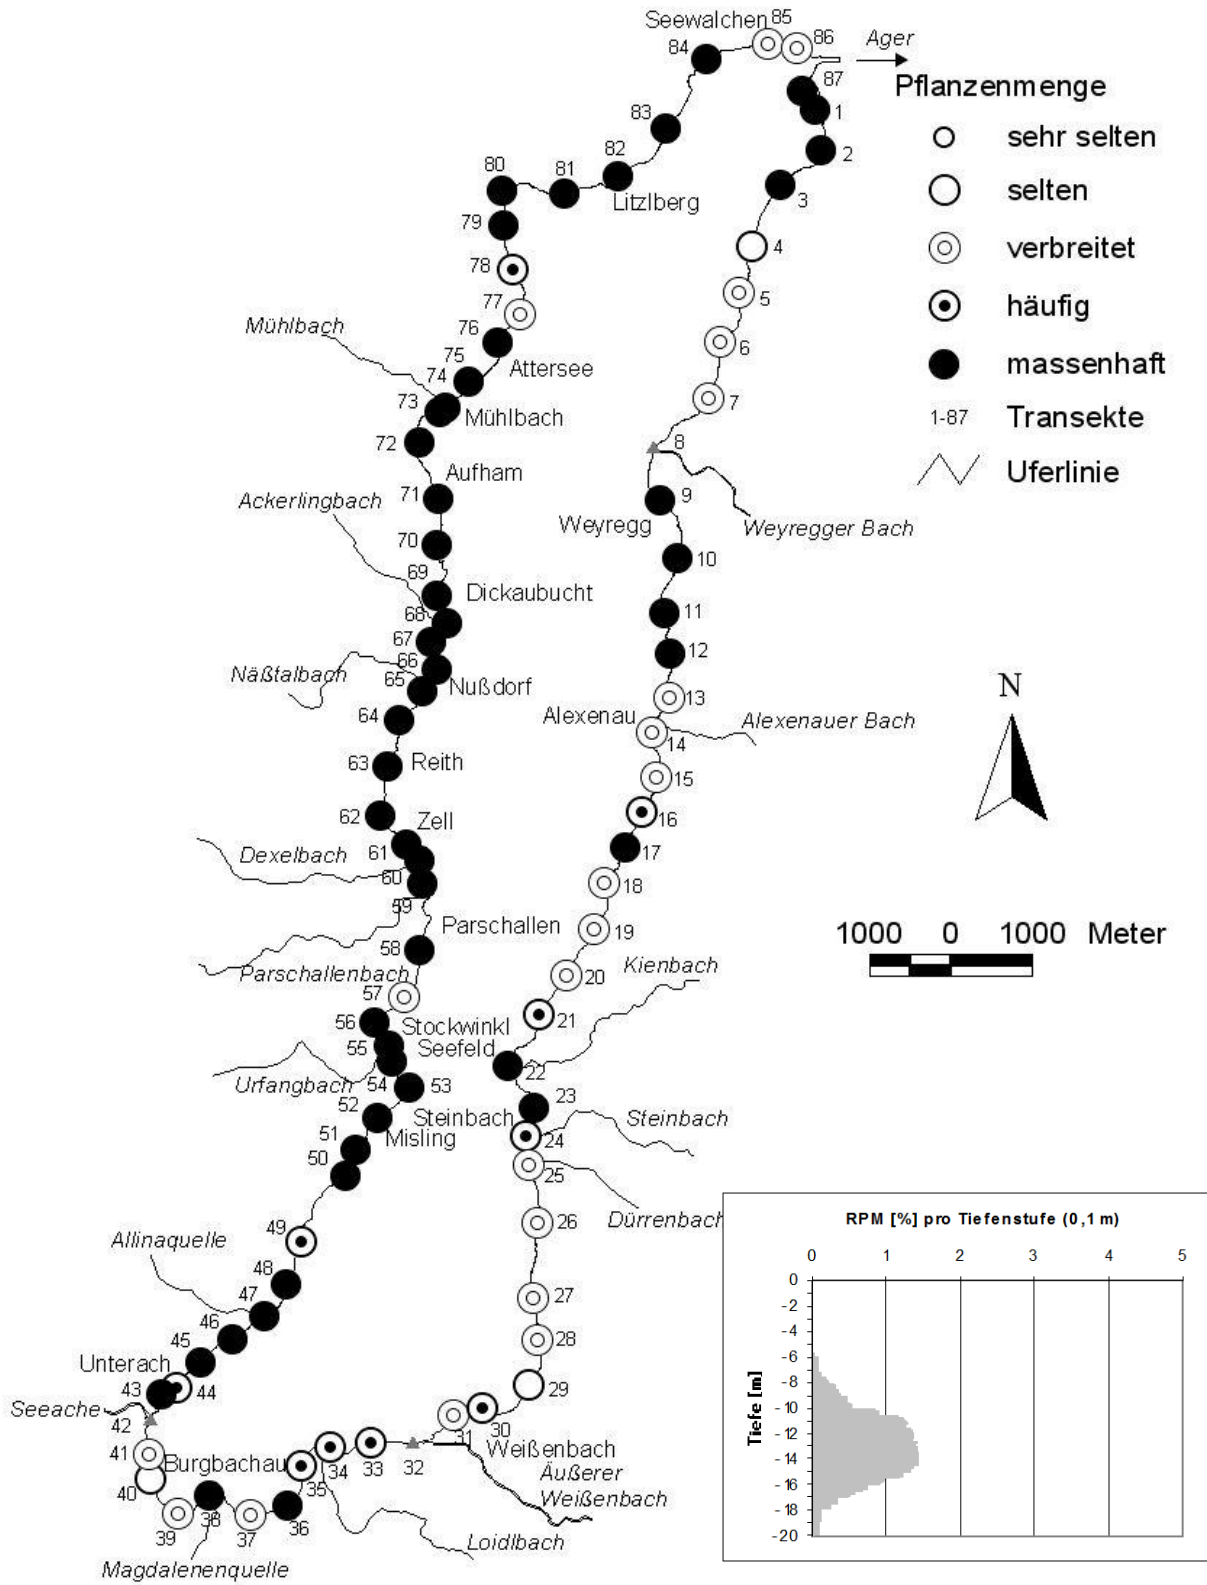 Seewalchen
85
86
84
Ager
Pflanzenmenge
87
1
sehr selten
83
2
82
80
81
3
selten
Litzlberg
79
4
verbreitet
78
5
77
häufig
Mühlbach
76
6
75
Attersee
massenhaft
74
73
7
Mühlbach
1-87
Transekte
72
8
Aufham
Uferlinie
Ackerlingbach
71
9
Weyregg
Weyregger Bach
70
10
69
Dickaubucht
68
11
67
12
66
Näßtalbach
65
Nußdorf
N
13
64
Alexenau
Alexenauer Bach
14
63
Reith
15
62
Zell
16
61
Dexelbach
17
60
18
59
Parschallen
19
1000
0
1000
Meter
58
Kienbach
Parschallenbach
20
57
56
Stockwinkl
21
55
Seefeld
22
Urfangbach
54
53
52
23
Steinbach
Steinbach
51
Misling
24
50
25
Dürrenbach
26
49
Allinaquelle
48
27
47
46
28
45
Unterach
29
43
44
Seeache
42
30
31
41
Burgbachau
34
33
32
Weißenbach
Äußerer
Weißenbach
40
35
39
38
37
36
Loidlbach
Magdalenenquelle
RPM [%] pro Tiefenstufe (0,1 m)
0
1
2
3
4
5
0
-2
-4
-6
-8
-10
-12
-14
-16
-18
-20
Tiefe [m]